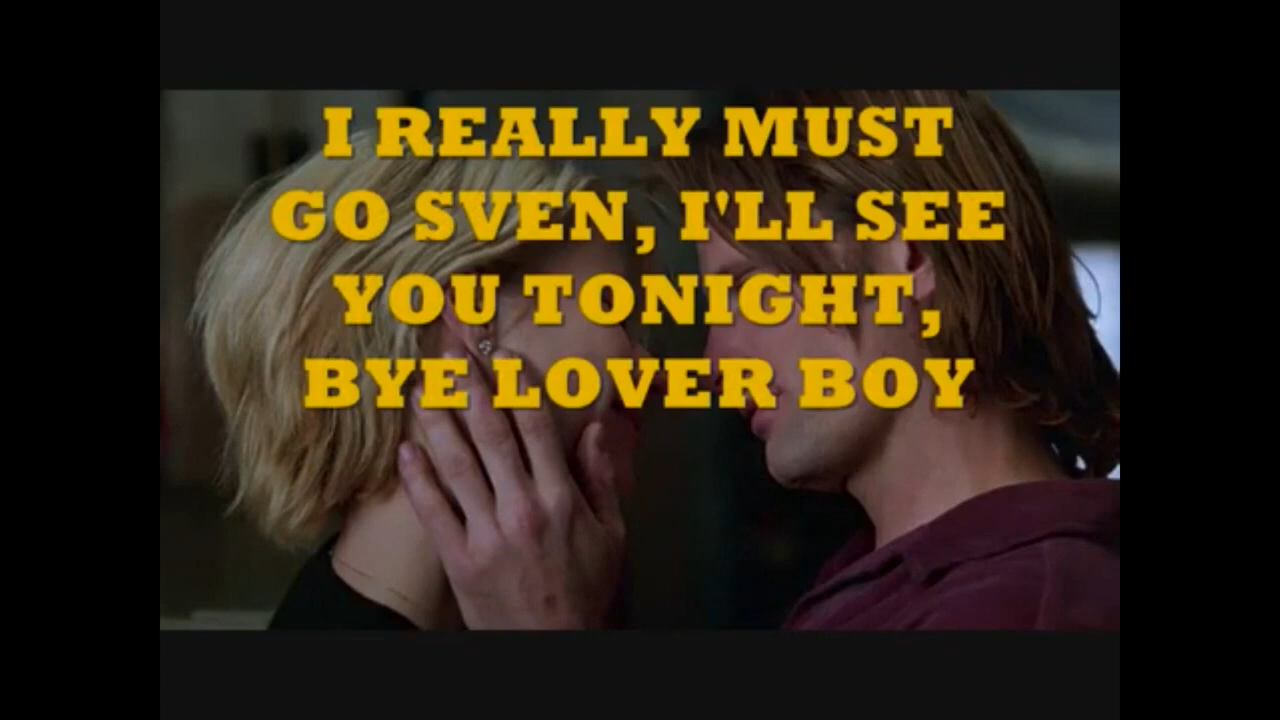 I REALLY MUST
GO SVEN, I'LL SEE
YOU TONIGHT,
BYE LOVER BOY